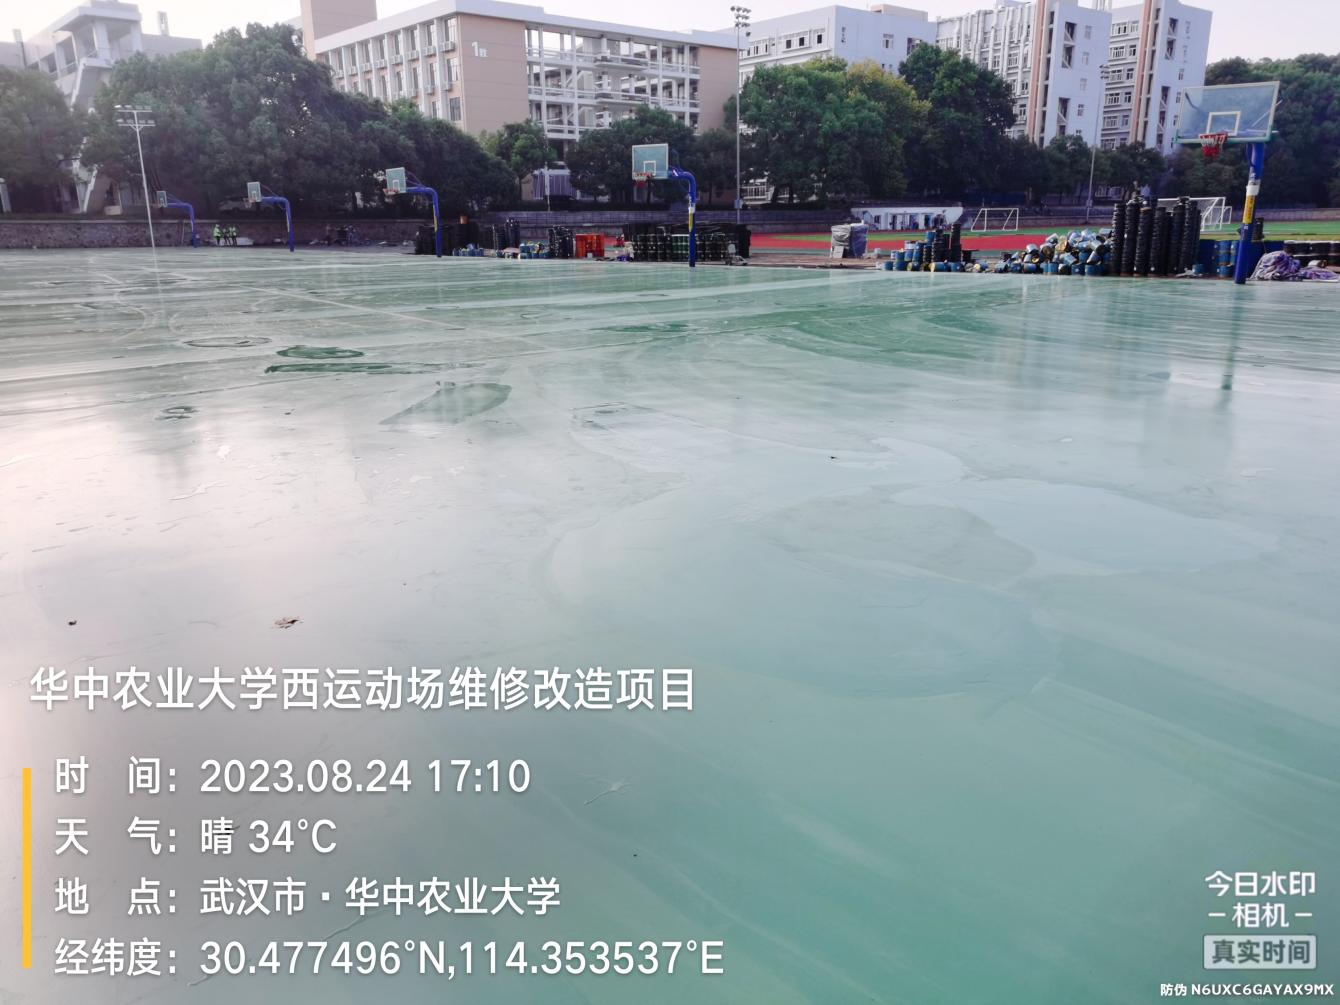 1
华中农业大学西运动场维修改造项目
时 间：2023.08.24 17:10
天 气：晴 34°C
地 点：武汉市·华中农业大学
经纬度：30.477496°N,114.353537°E
今日水印
-相机-
真实时间
防伪 N6UXC6GAYAX9MX